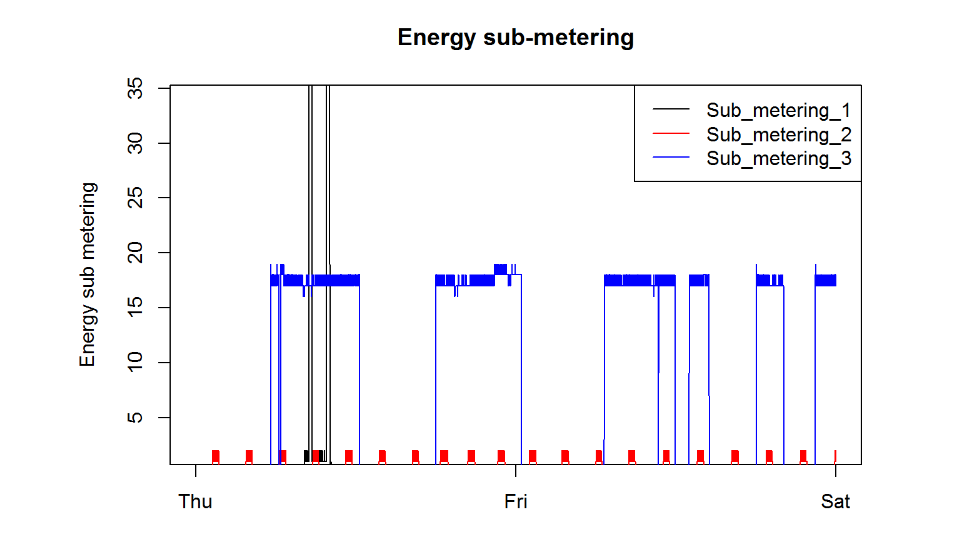 Energy sub-metering
Energy sub metering
35
30
25
20
15
10
5
Sub_metering_1
Sub_metering_2
Sub_metering_3
Thu
Fri
Sat